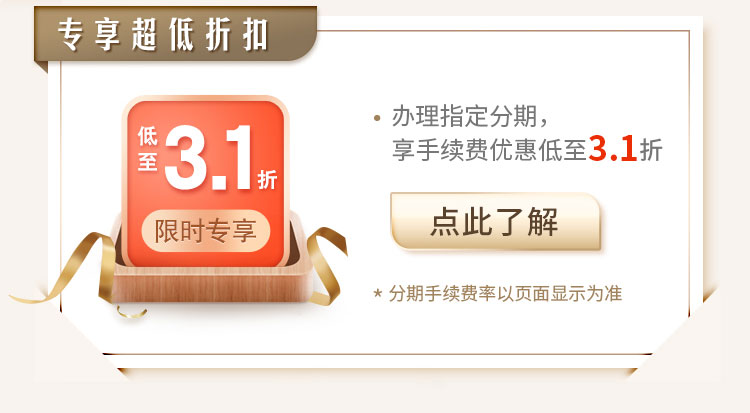 专享超低折扣
低至3.1折
限时专享
• 办理指定分期，
享手续费优惠低至3.1折
点此了解
* 分期手续费率以页面显示为准